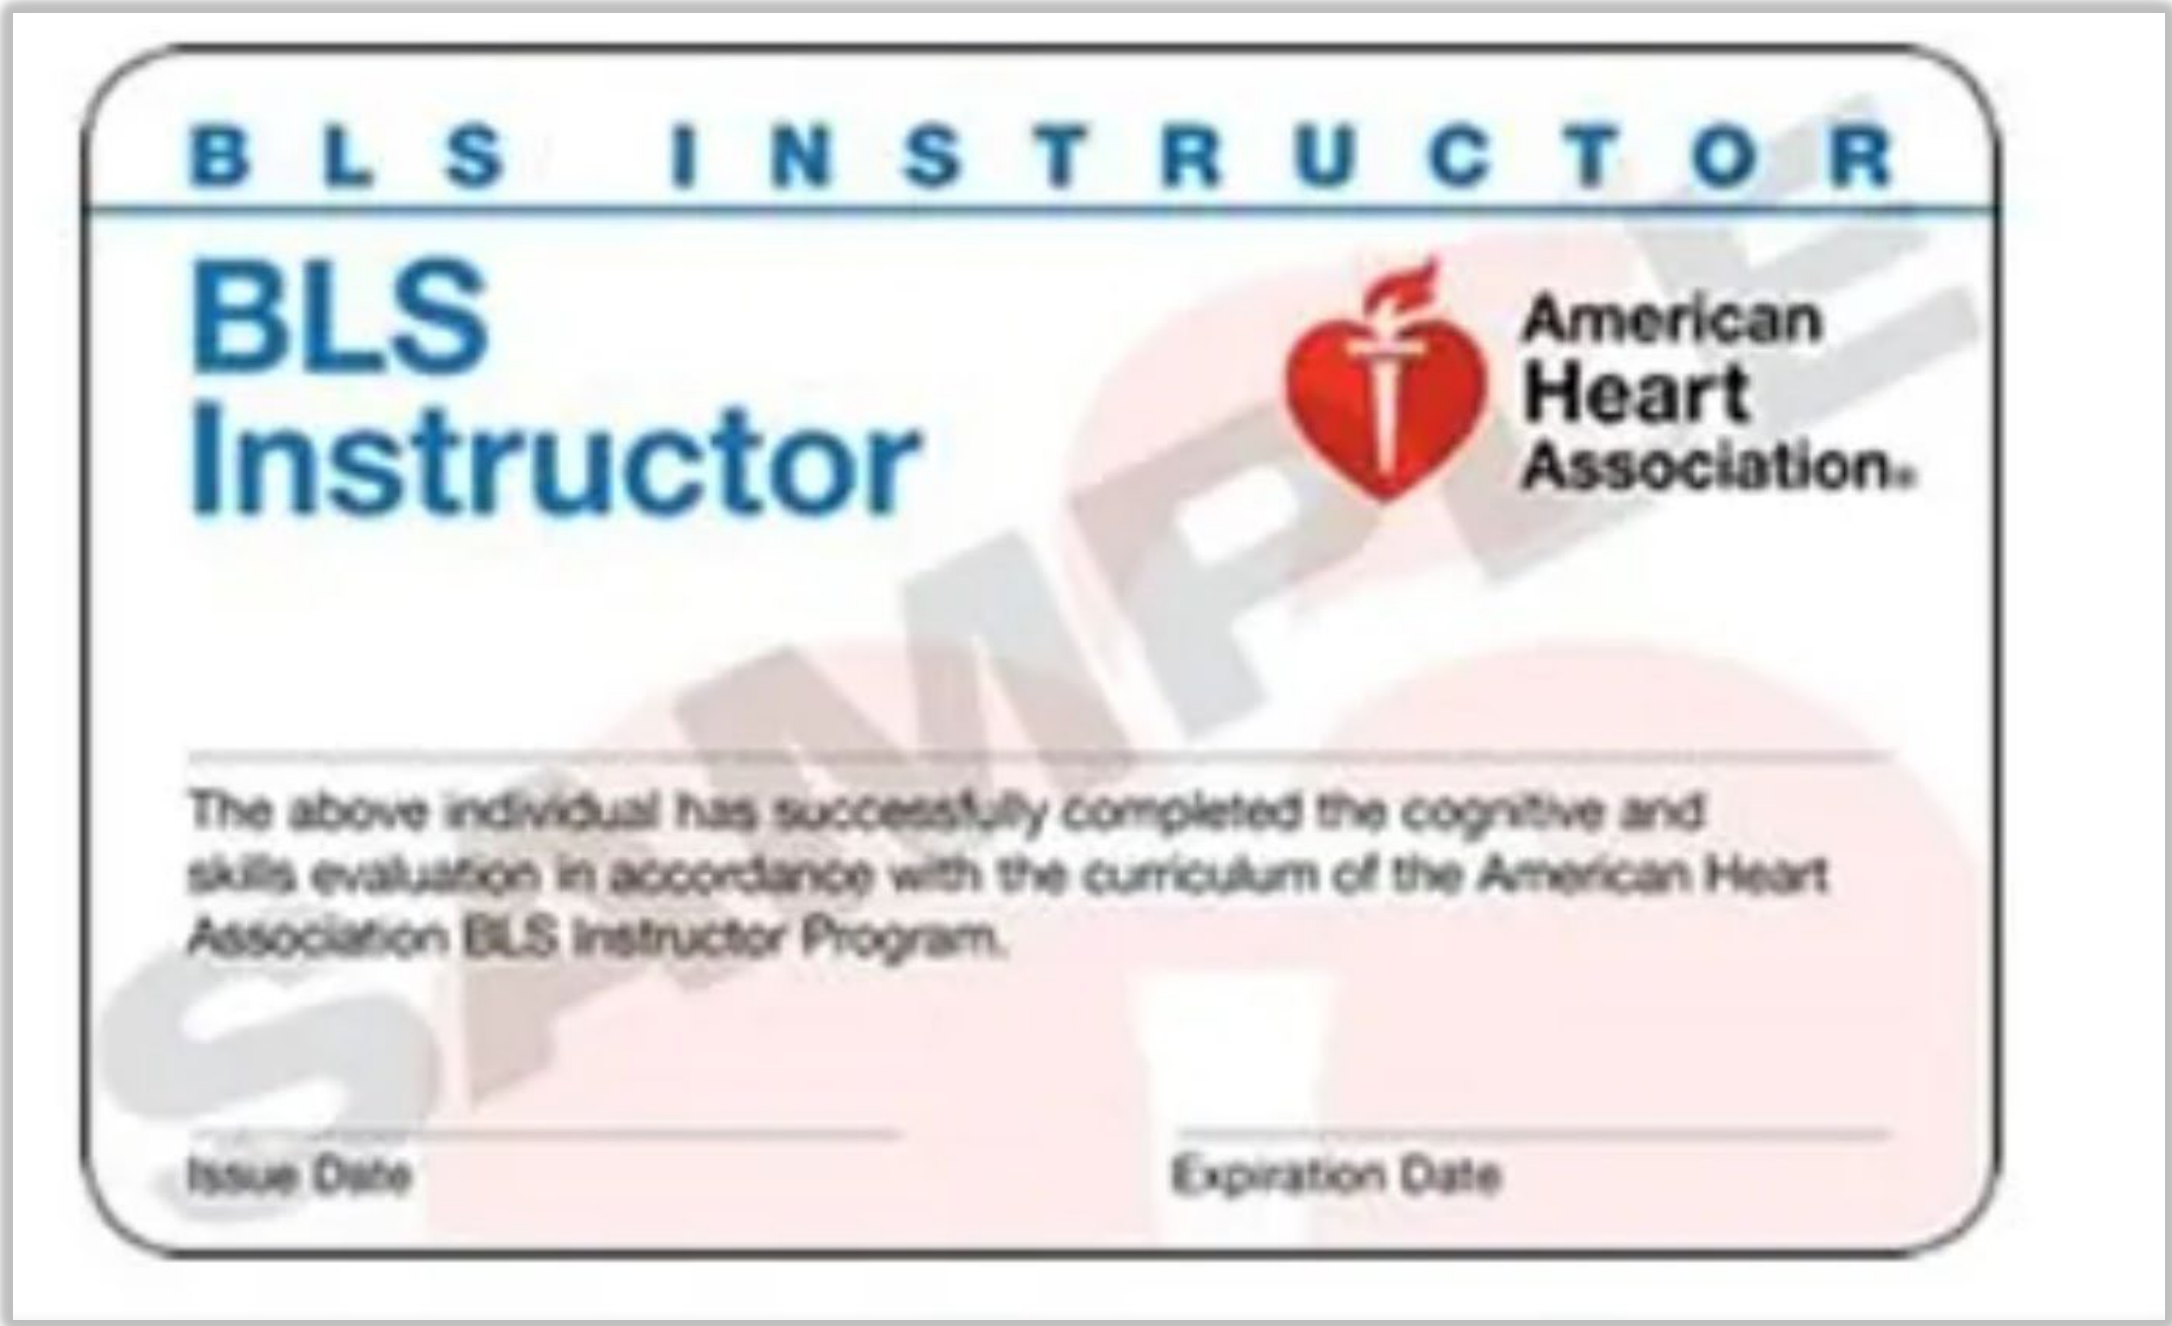 BLS INSTRUCTOR
BLS
Instructor
American
Heart
Association®
SAMPLE
The above individual has successfully completed the cognitive and
skills evaluation in accordance with the curriculum of the American Heart
Association BLS Instructor Program.
Issue Date
Expiration Date